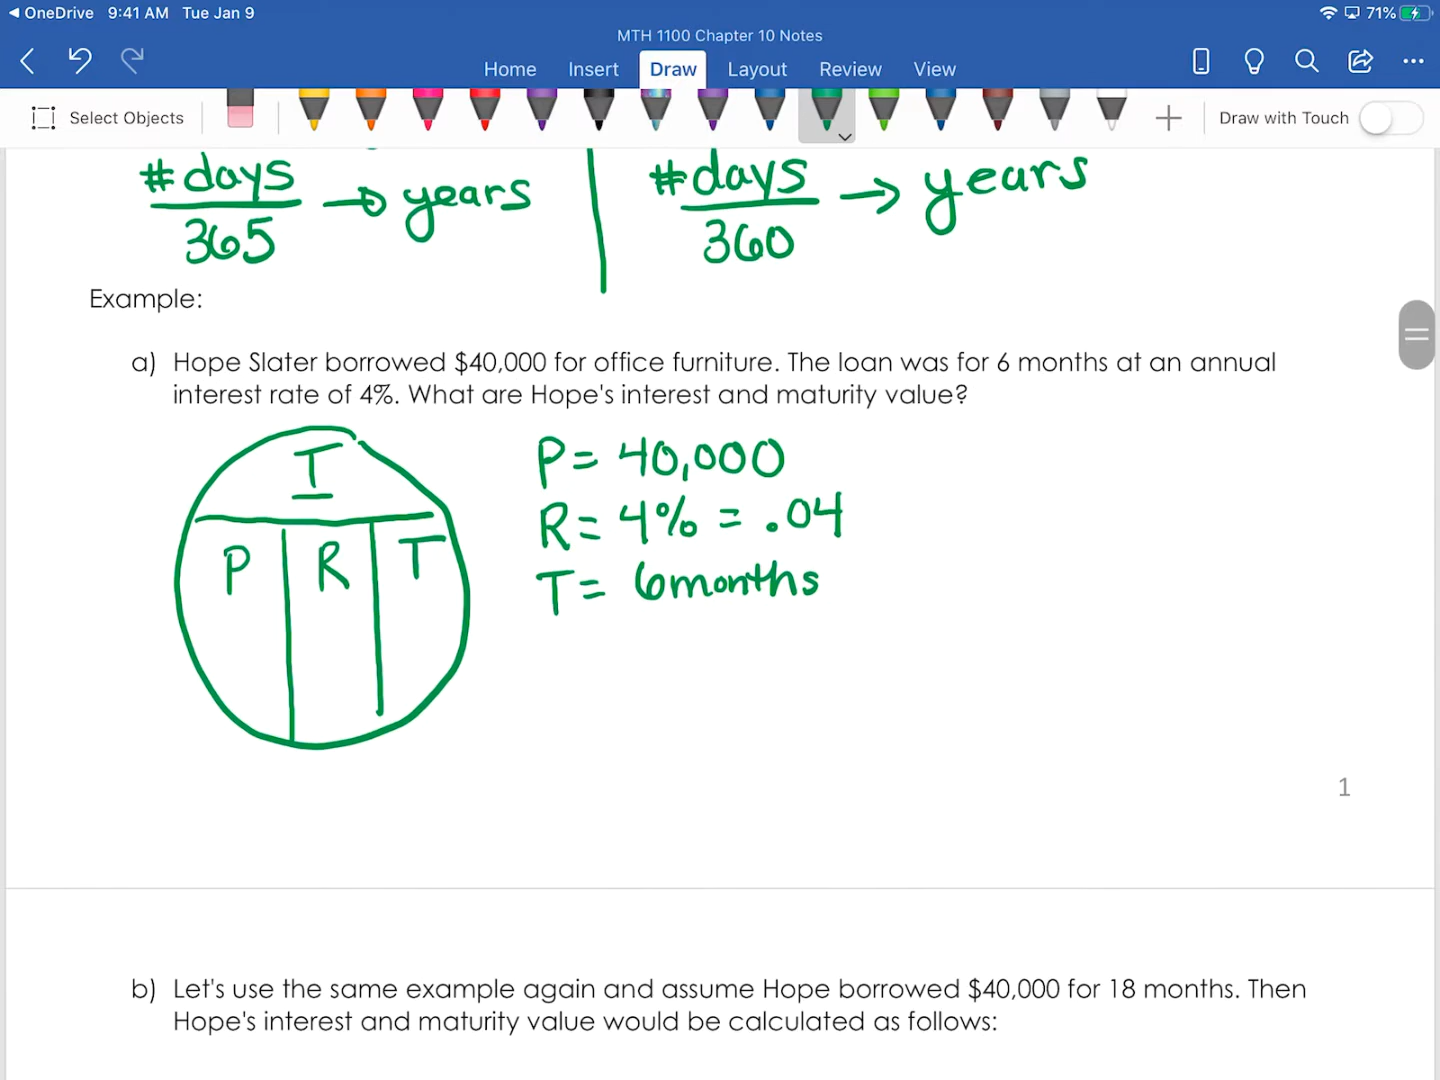 OneDrive 9:41 AM Tue Jan 9 71%
MTH 1100 Chapter 10 Notes
Home Insert Draw Layout Review View
Select Objects Draw with Touch
#days/365 → years
#days/360 → years
Example:
a) Hope Slater borrowed $40,000 for office furniture. The loan was for 6 months at an annual
interest rate of 4%. What are Hope's interest and maturity value?
I
P R T
P = 40,000
R = 4% = .04
T = 6 months
1
b) Let's use the same example again and assume Hope borrowed $40,000 for 18 months. Then
Hope's interest and maturity value would be calculated as follows: